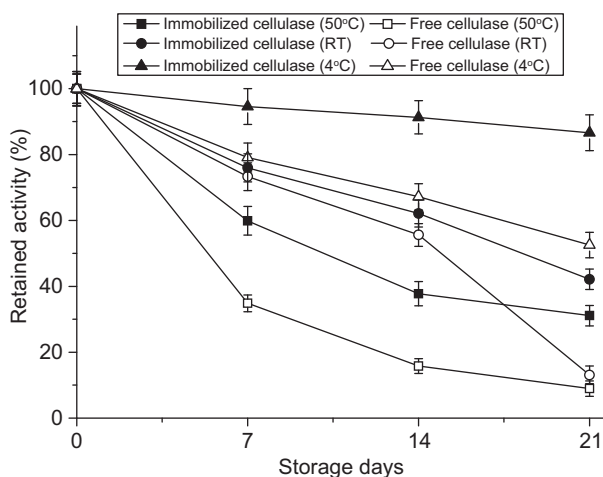 Immobilized cellulase (50°C) Free cellulase (50°C)
Immobilized cellulase (RT) Free cellulase (RT)
Immobilized cellulase (4°C) Free cellulase (4°C)
Retained activity (%)
100
80
60
40
20
0
0 7 14 21
Storage days